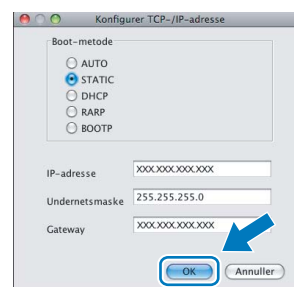 Konfigurer TCP-/IP-adresse
Boot-metode
AUTO
STATIC
DHCP
RARP
BOOTP
IP-adresse XXX.XXX.XXX.XXX
Undernetsmaske 255.255.255.0
Gateway XXX.XXX.XXX.XXX
OK Annuller